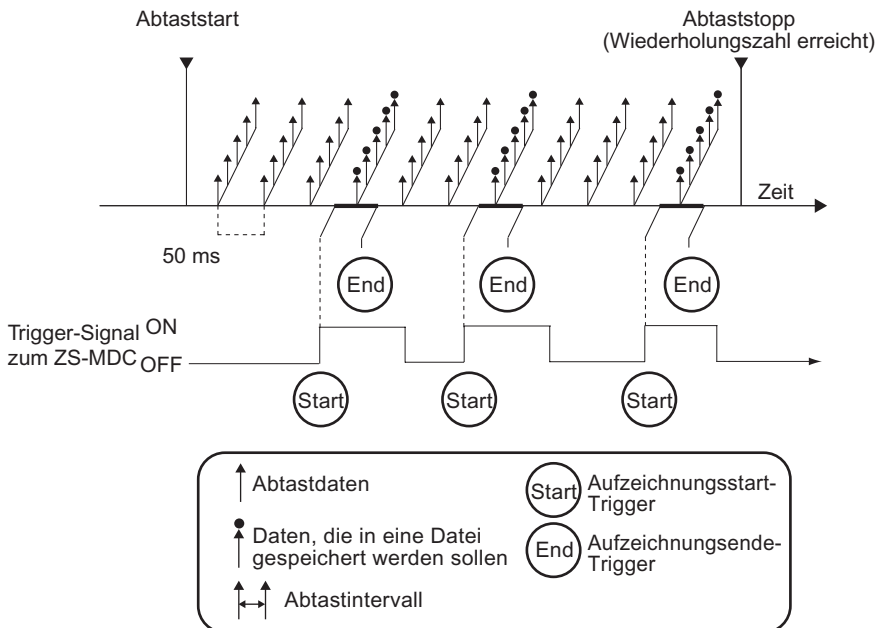 Abtaststart
Abtaststopp
(Wiederholungszahl erreicht)
Zeit
50 ms
End
End
End
Trigger-Signal ON
zum ZS-MDC OFF
Start
Start
Start
Abtastdaten
Daten, die in eine Datei
gespeichert werden sollen
Abtastintervall
Start
Aufzeichnungsstart-
Trigger
End
Aufzeichnungsende-
Trigger